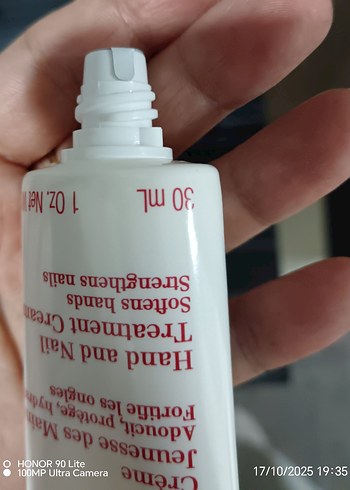 Crème
Jeunesse des Mains
Adoucit, protège,
Fortifie les ongles
Hand and Nail
Treatment Cream
Softens hands
Strengthens nails
30 mL
1 Oz. Net
HONOR 90 Lite
100MP Ultra Camera
17/10/2025 19:35